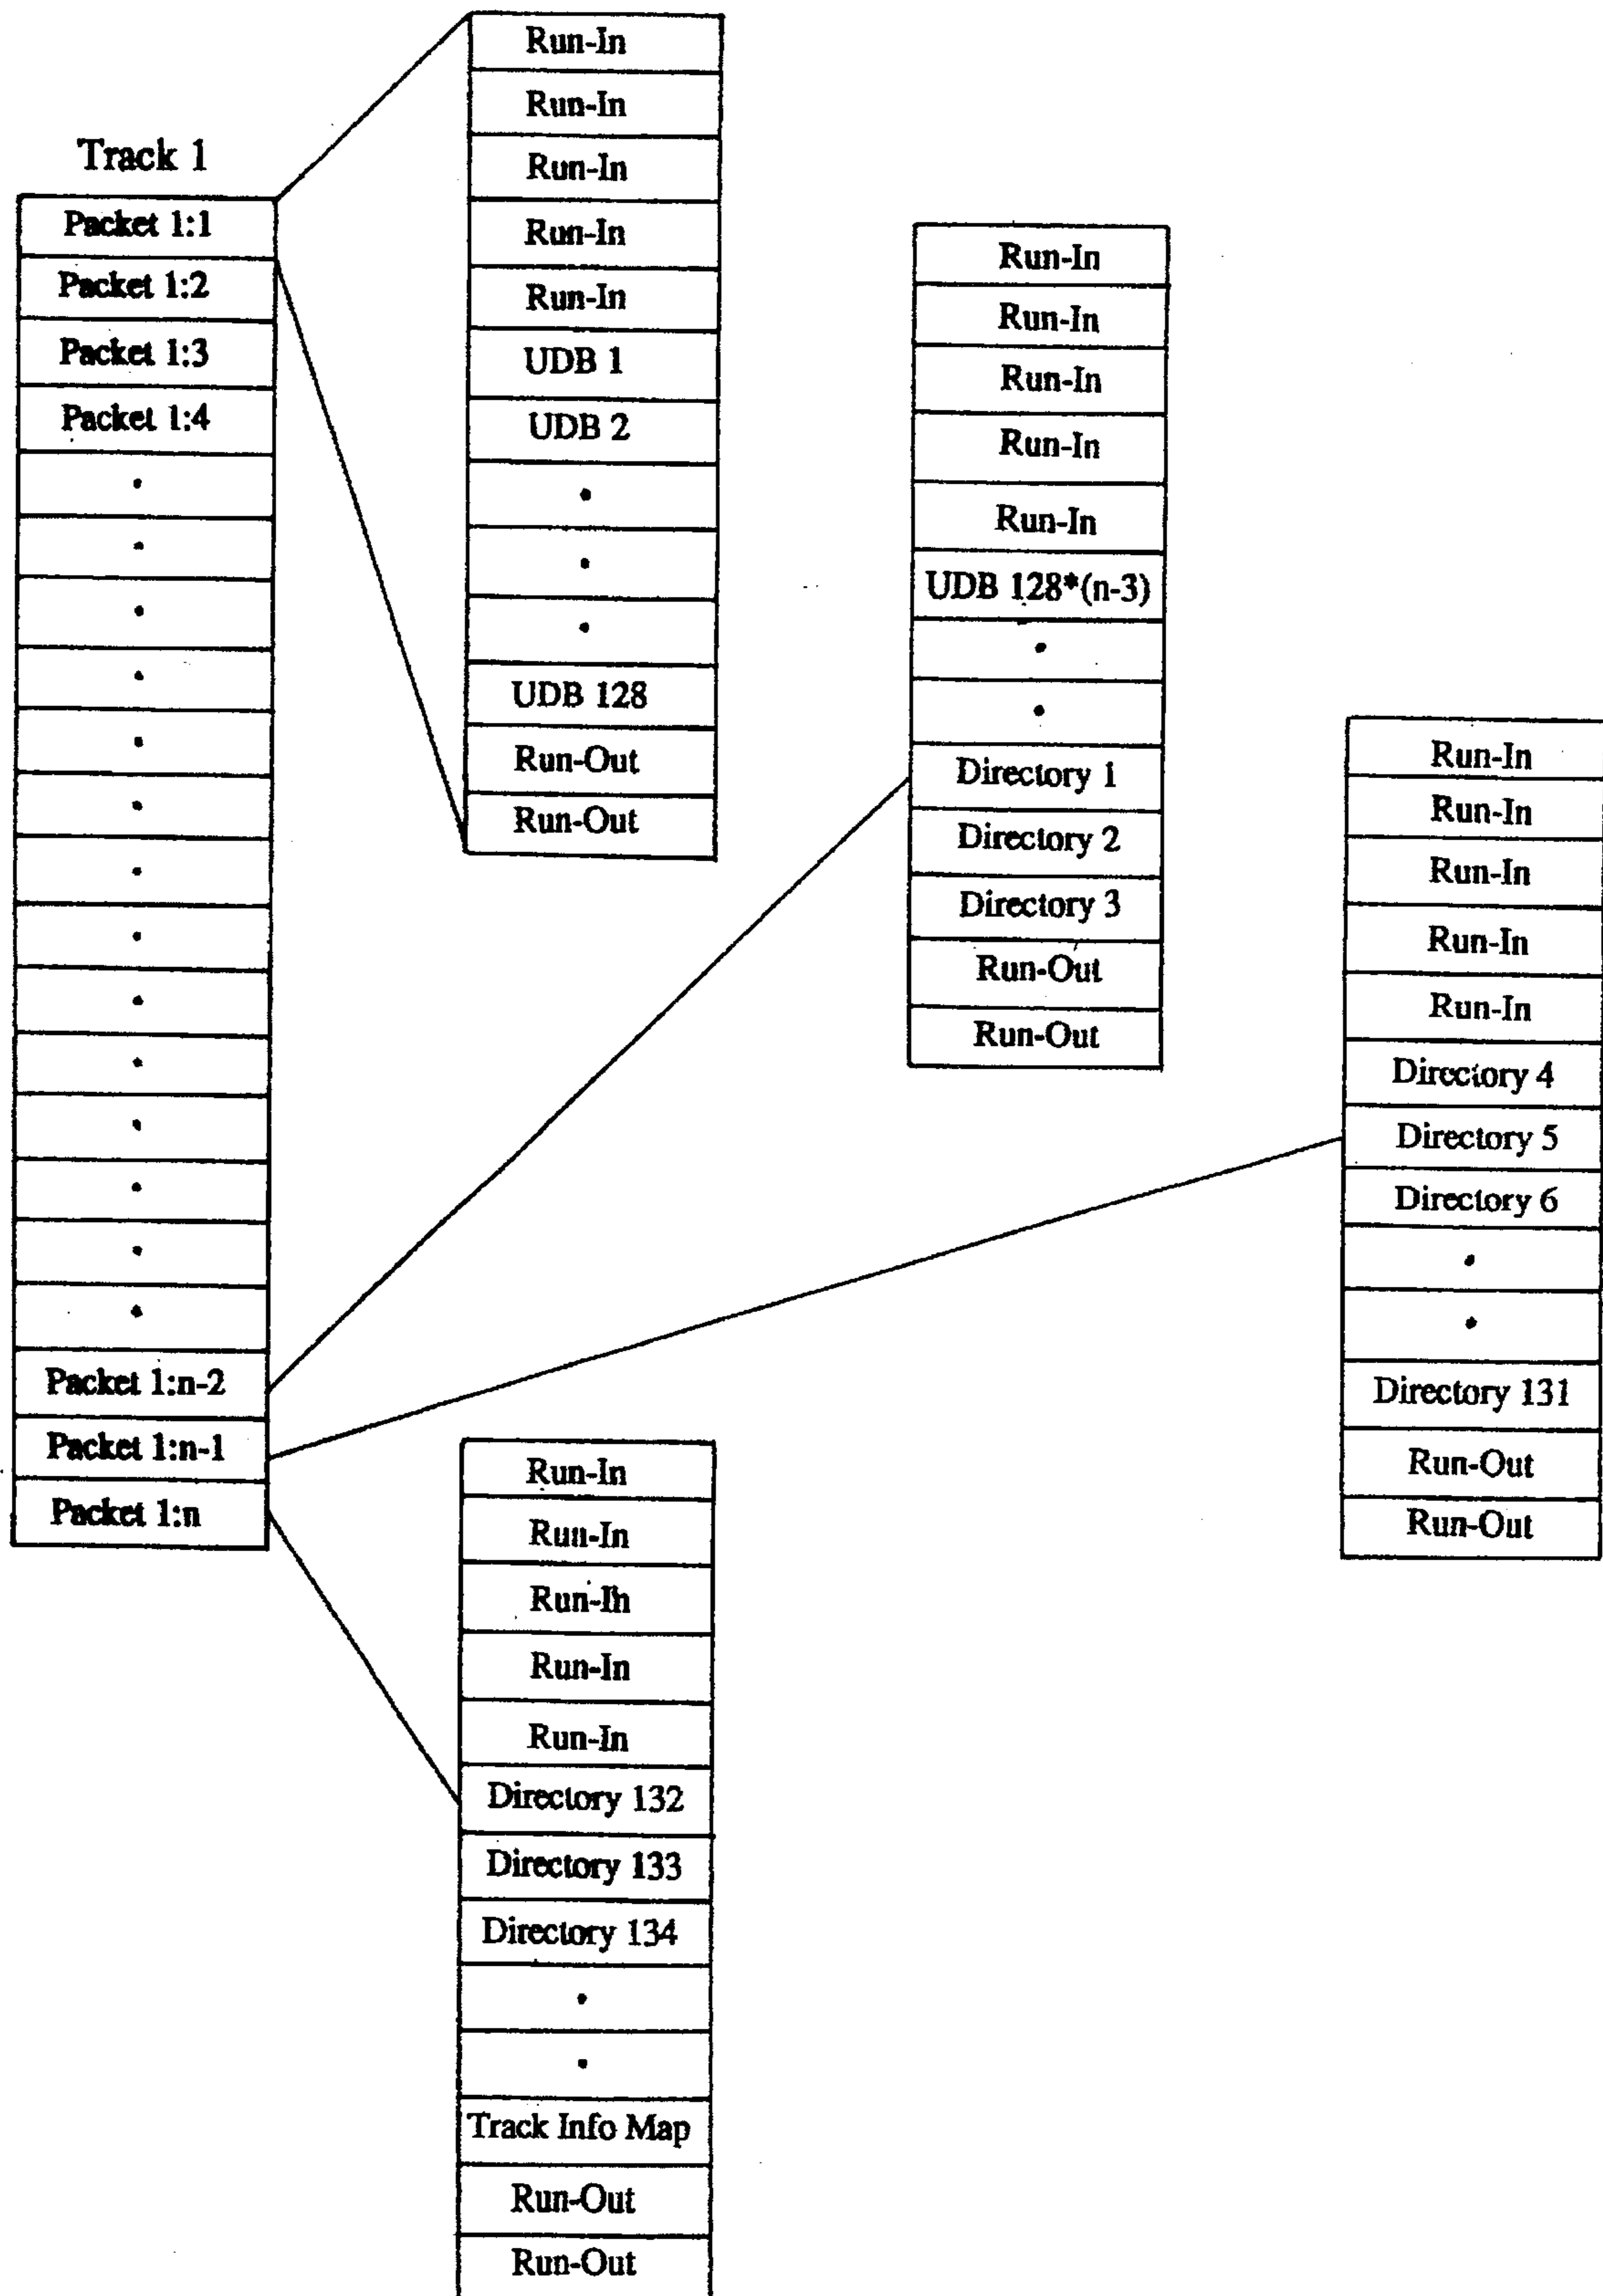 Track 1
Packet 1:1
Packet 1:2
Packet 1:3
Packet 1:4
Packet 1:n-2
Packet 1:n-1
Packet 1:n
Run-In
Run-In
Run-In
Run-In
Run-In
UDB 1
UDB 2
UDB 128
Run-Out
Run-Out
Run-In
Run-In
Run-In
Run-In
Run-In
UDB 128*(n-3)
Directory 1
Directory 2
Directory 3
Run-Out
Run-Out
Run-In
Run-In
Run-In
Run-In
Run-In
Directory 4
Directory 5
Directory 6
Directory 131
Run-Out
Run-Out
Run-In
Run-In
Run-In
Run-In
Run-In
Directory 132
Directory 133
Directory 134
Track Info Map
Run-Out
Run-Out